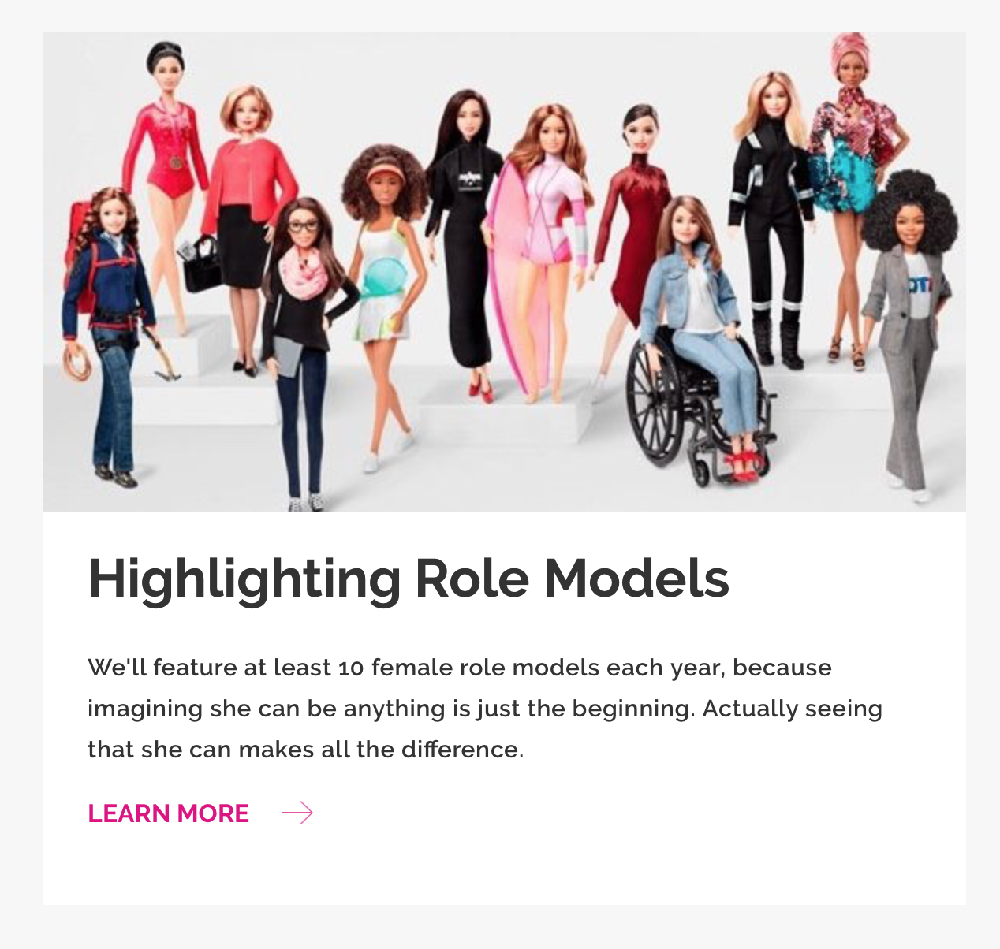 Highlighting Role Models
We'll feature at least 10 female role models each year, because
imagining she can be anything is just the beginning. Actually seeing
that she can makes all the difference.
LEARN MORE